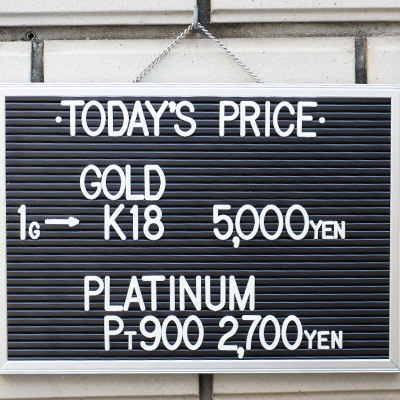 ·TODAY'S PRICE·
GOLD
1G→ K18 5,000YEN
PLATINUM
PT900 2,700YEN